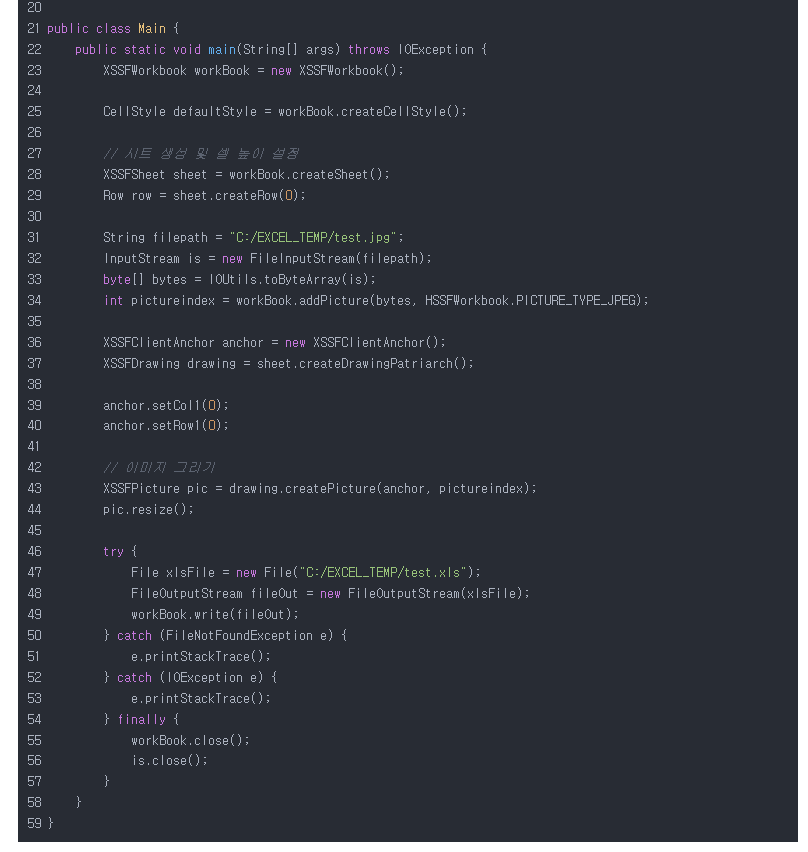 20
21 public class Main {
22     public static void main(String[] args) throws IOException {
23         XSSFWorkbook workBook = new XSSFWorkbook();
24
25         CellStyle defaultStyle = workBook.createCellStyle();
26
27         // 시트 생성 및 셀 높이 설정
28         XSSFSheet sheet = workBook.createSheet();
29         Row row = sheet.createRow(0);
30
31         String filepath = "C:/EXCEL_TEMP/test.jpg";
32         InputStream is = new FileInputStream(filepath);
33         byte[] bytes = IOUtils.toByteArray(is);
34         int pictureindex = workBook.addPicture(bytes, HSSFWorkbook.PICTURE_TYPE_JPEG);
35
36         XSSFClientAnchor anchor = new XSSFClientAnchor();
37         XSSFDrawing drawing = sheet.createDrawingPatriarch();
38
39         anchor.setCol1(0);
40         anchor.setRow1(0);
41
42         // 이미지 그리기
43         XSSFPicture pic = drawing.createPicture(anchor, pictureindex);
44         pic.resize();
45
46         try {
47             File xlsFile = new File("C:/EXCEL_TEMP/test.xls");
48             FileOutputStream fileOut = new FileOutputStream(xlsFile);
49             workBook.write(fileOut);
50         } catch (FileNotFoundException e) {
51             e.printStackTrace();
52         } catch (IOException e) {
53             e.printStackTrace();
54         } finally {
55             workBook.close();
56             is.close();
57         }
58     }
59 }